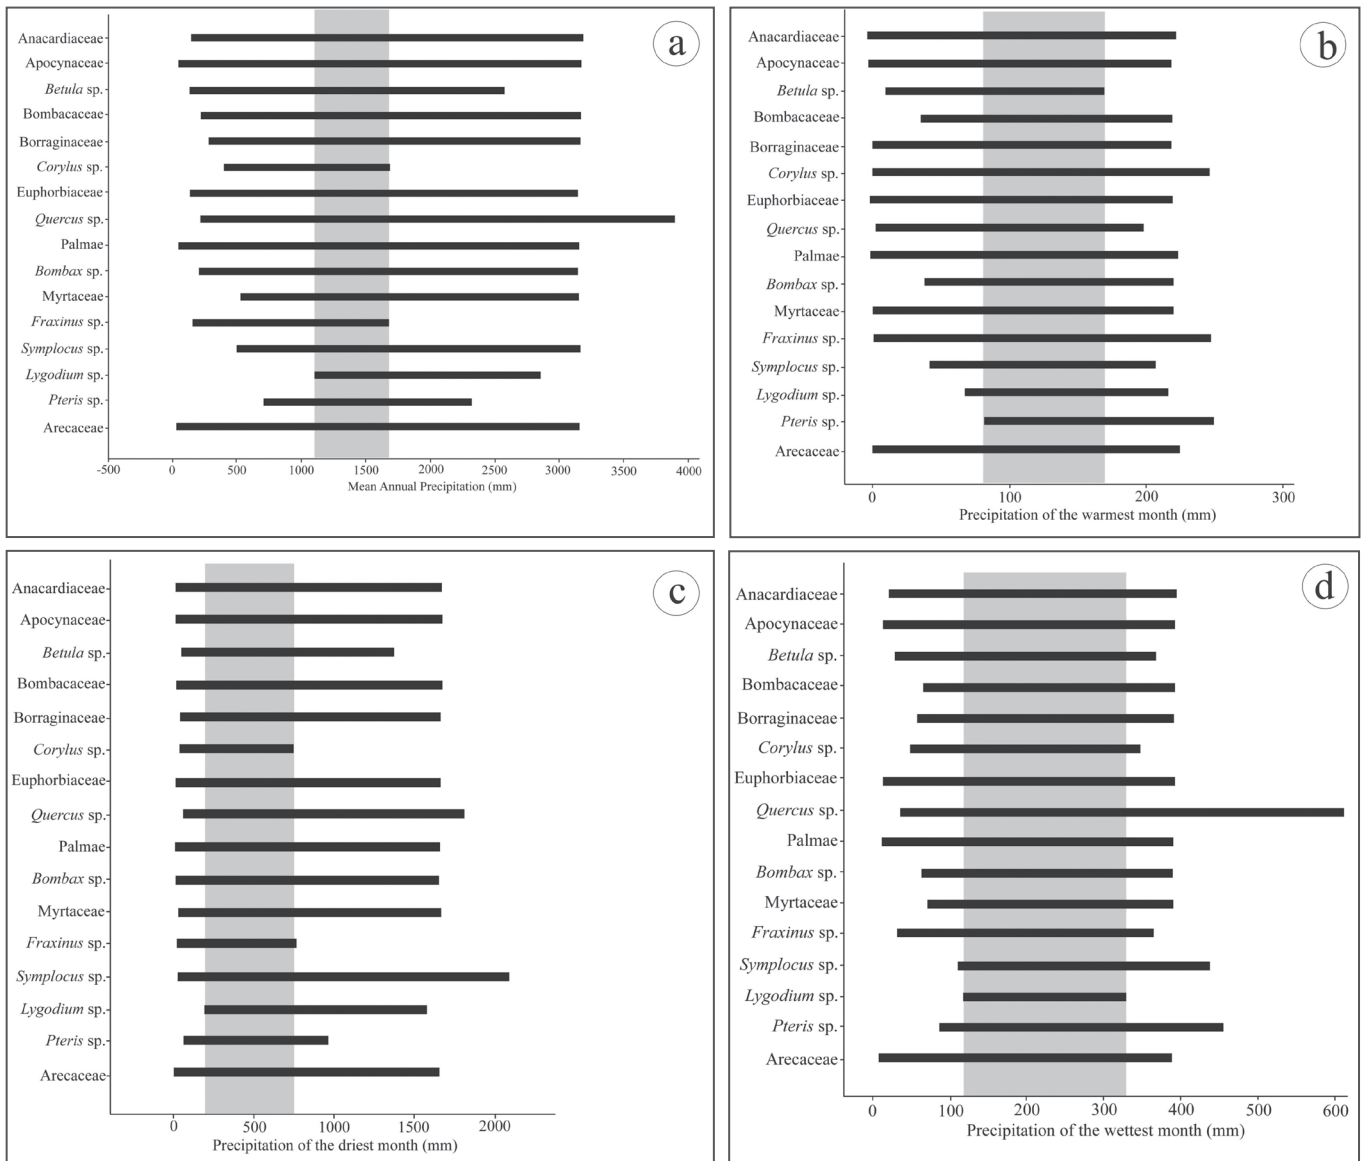 a
Anacardiaceae
Apocynaceae
Betula sp.
Bombacaceae
Borraginaceae
Corylus sp.
Euphorbiaceae
Quercus sp.
Palmae
Bombax sp.
Myrtaceae
Fraxinus sp.
Symplocus sp.
Lygodium sp.
Pteris sp.
Arecaceae
-500 0 500 1000 1500 2000 2500 3000 3500 4000
Mean Annual Precipitation (mm)
b
Anacardiaceae
Apocynaceae
Betula sp.
Bombacaceae
Borraginaceae
Corylus sp.
Euphorbiaceae
Quercus sp.
Palmae
Bombax sp.
Myrtaceae
Fraxinus sp.
Symplocus sp.
Lygodium sp.
Pteris sp.
Arecaceae
0 100 200 300
Precipitation of the warmest month (mm)
c
Anacardiaceae
Apocynaceae
Betula sp.
Bombacaceae
Borraginaceae
Corylus sp.
Euphorbiaceae
Quercus sp.
Palmae
Bombax sp.
Myrtaceae
Fraxinus sp.
Symplocus sp.
Lygodium sp.
Pteris sp.
Arecaceae
0 500 1000 1500 2000
Precipitation of the driest month (mm)
d
Anacardiaceae
Apocynaceae
Betula sp.
Bombacaceae
Borraginaceae
Corylus sp.
Euphorbiaceae
Quercus sp.
Palmae
Bombax sp.
Myrtaceae
Fraxinus sp.
Symplocus sp.
Lygodium sp.
Pteris sp.
Arecaceae
0 100 200 300 400 500 600
Precipitation of the wettest month (mm)